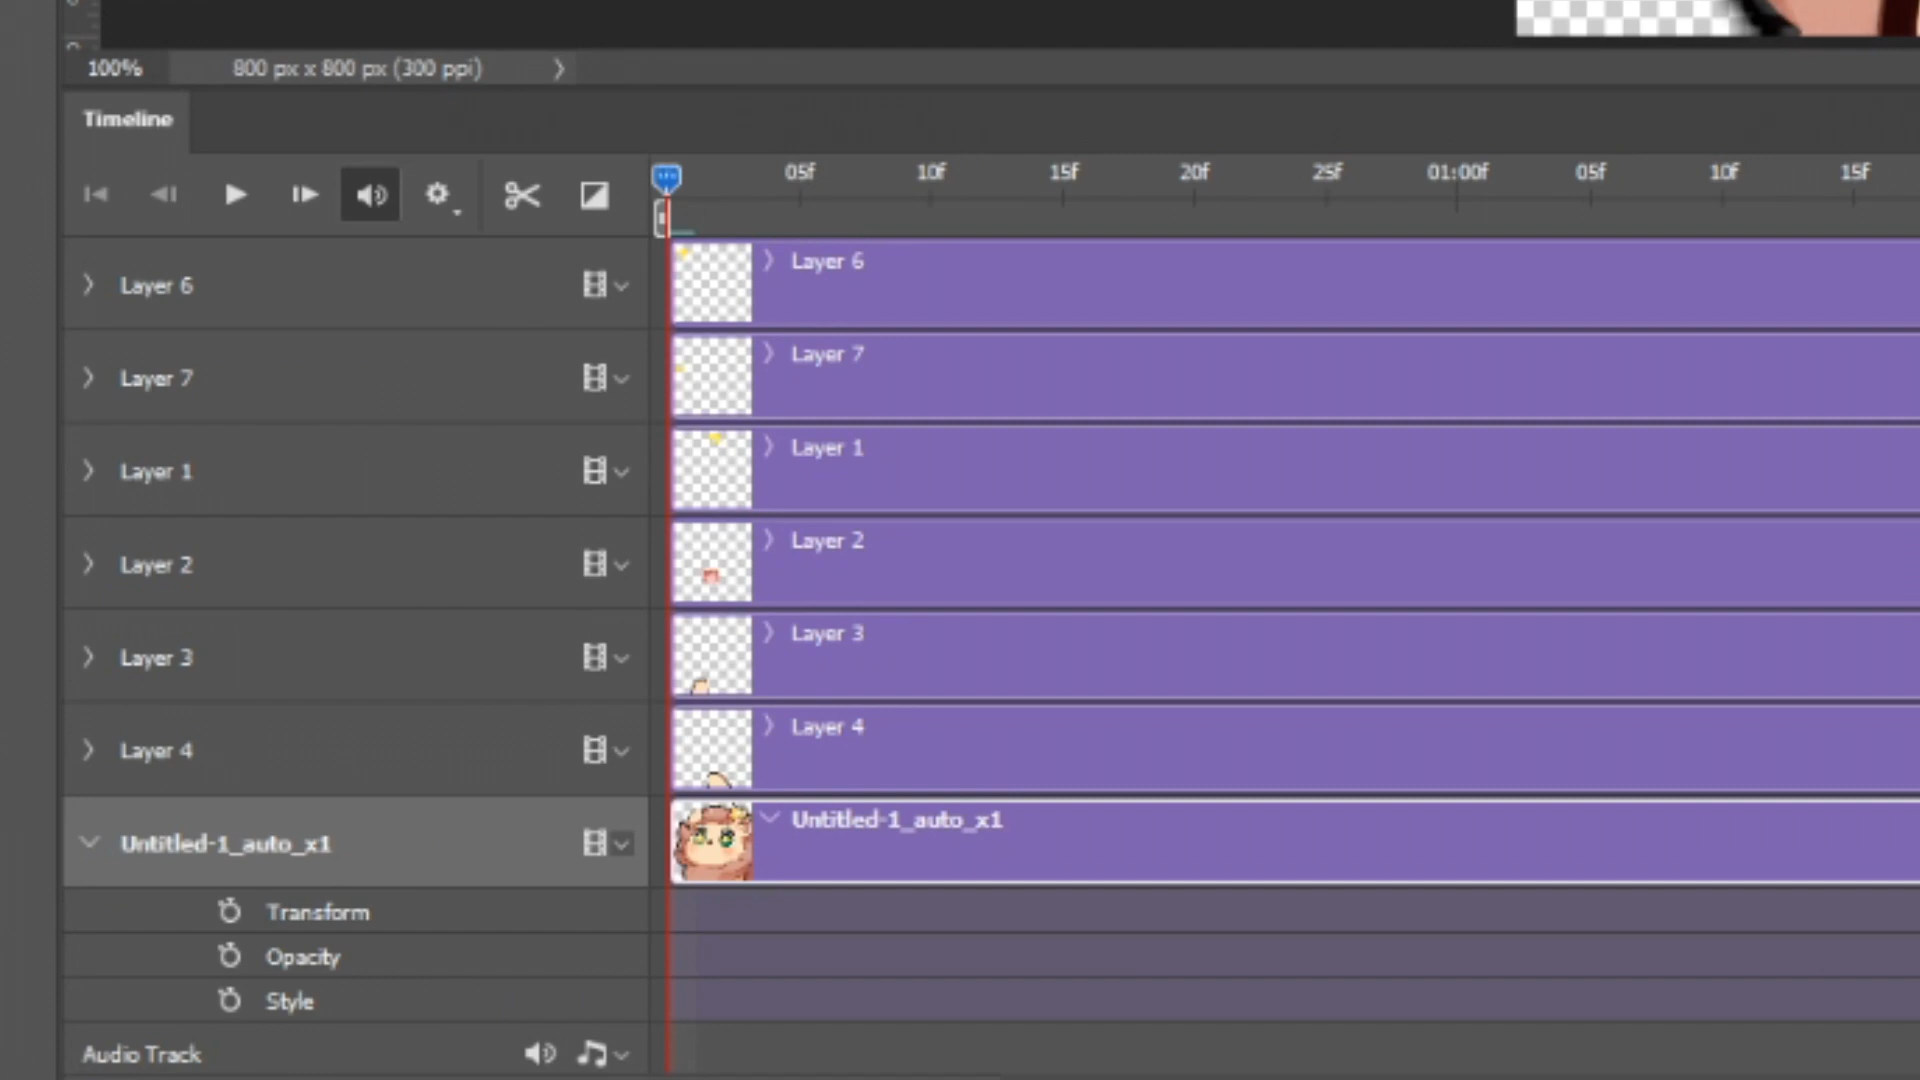 100% 800 px x 800 px (300 ppi)
Timeline
05f 10f 15f 20f 25f 01:00f 05f 10f 15f
Layer 6 Layer 6
Layer 7 Layer 7
Layer 1 Layer 1
Layer 2 Layer 2
Layer 3 Layer 3
Layer 4 Layer 4
Untitled-1_auto_x1 Untitled-1_auto_x1
Transform
Opacity
Style
Audio Track